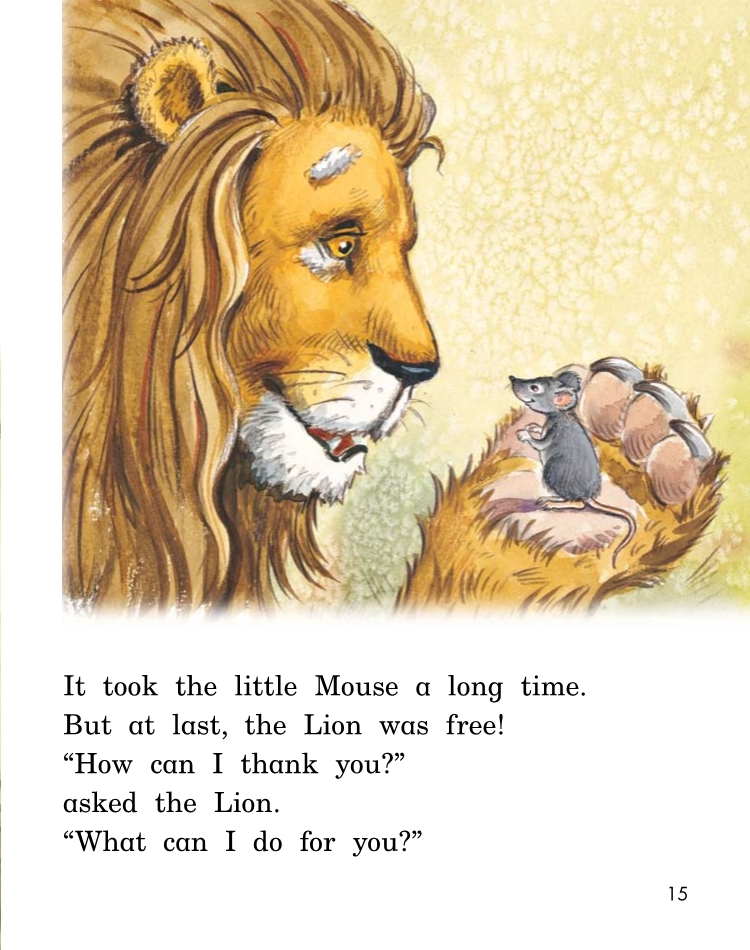 It took the little Mouse a long time.
But at last, the Lion was free!
“How can I thank you?”
asked the Lion.
“What can I do for you?”
15